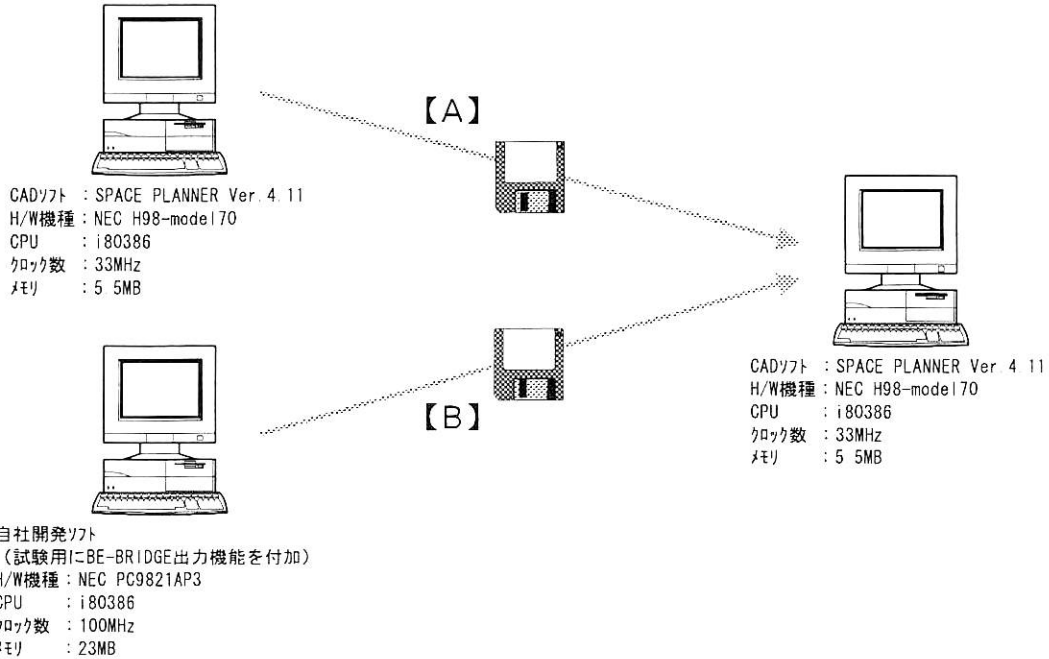 【A】
CADｿﾌﾄ : SPACE PLANNER Ver.4.11
H/W機種 : NEC H98-model70
CPU : i80386
ｸﾛｯｸ数 : 33MHz
ﾒﾓﾘ : 5.5MB
CADｿﾌﾄ : SPACE PLANNER Ver.4.11
H/W機種 : NEC H98-model70
CPU : i80386
ｸﾛｯｸ数 : 33MHz
ﾒﾓﾘ : 5.5MB
【B】
自社開発ｿﾌﾄ
(試験用にBE-BRIDGE出力機能を付加)
H/W機種 : NEC PC9821AP3
CPU : i80386
ｸﾛｯｸ数 : 100MHz
ﾒﾓﾘ : 23MB